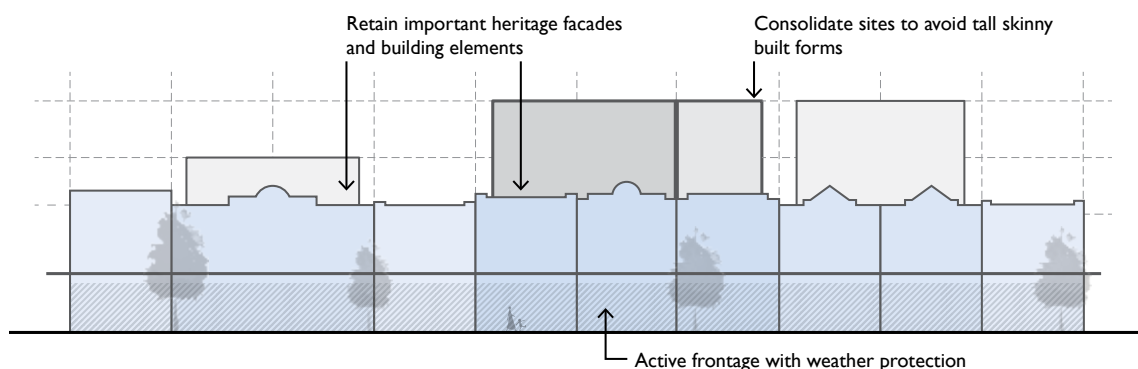 Retain important heritage facades
and building elements
Consolidate sites to avoid tall skinny
built forms
Active frontage with weather protection